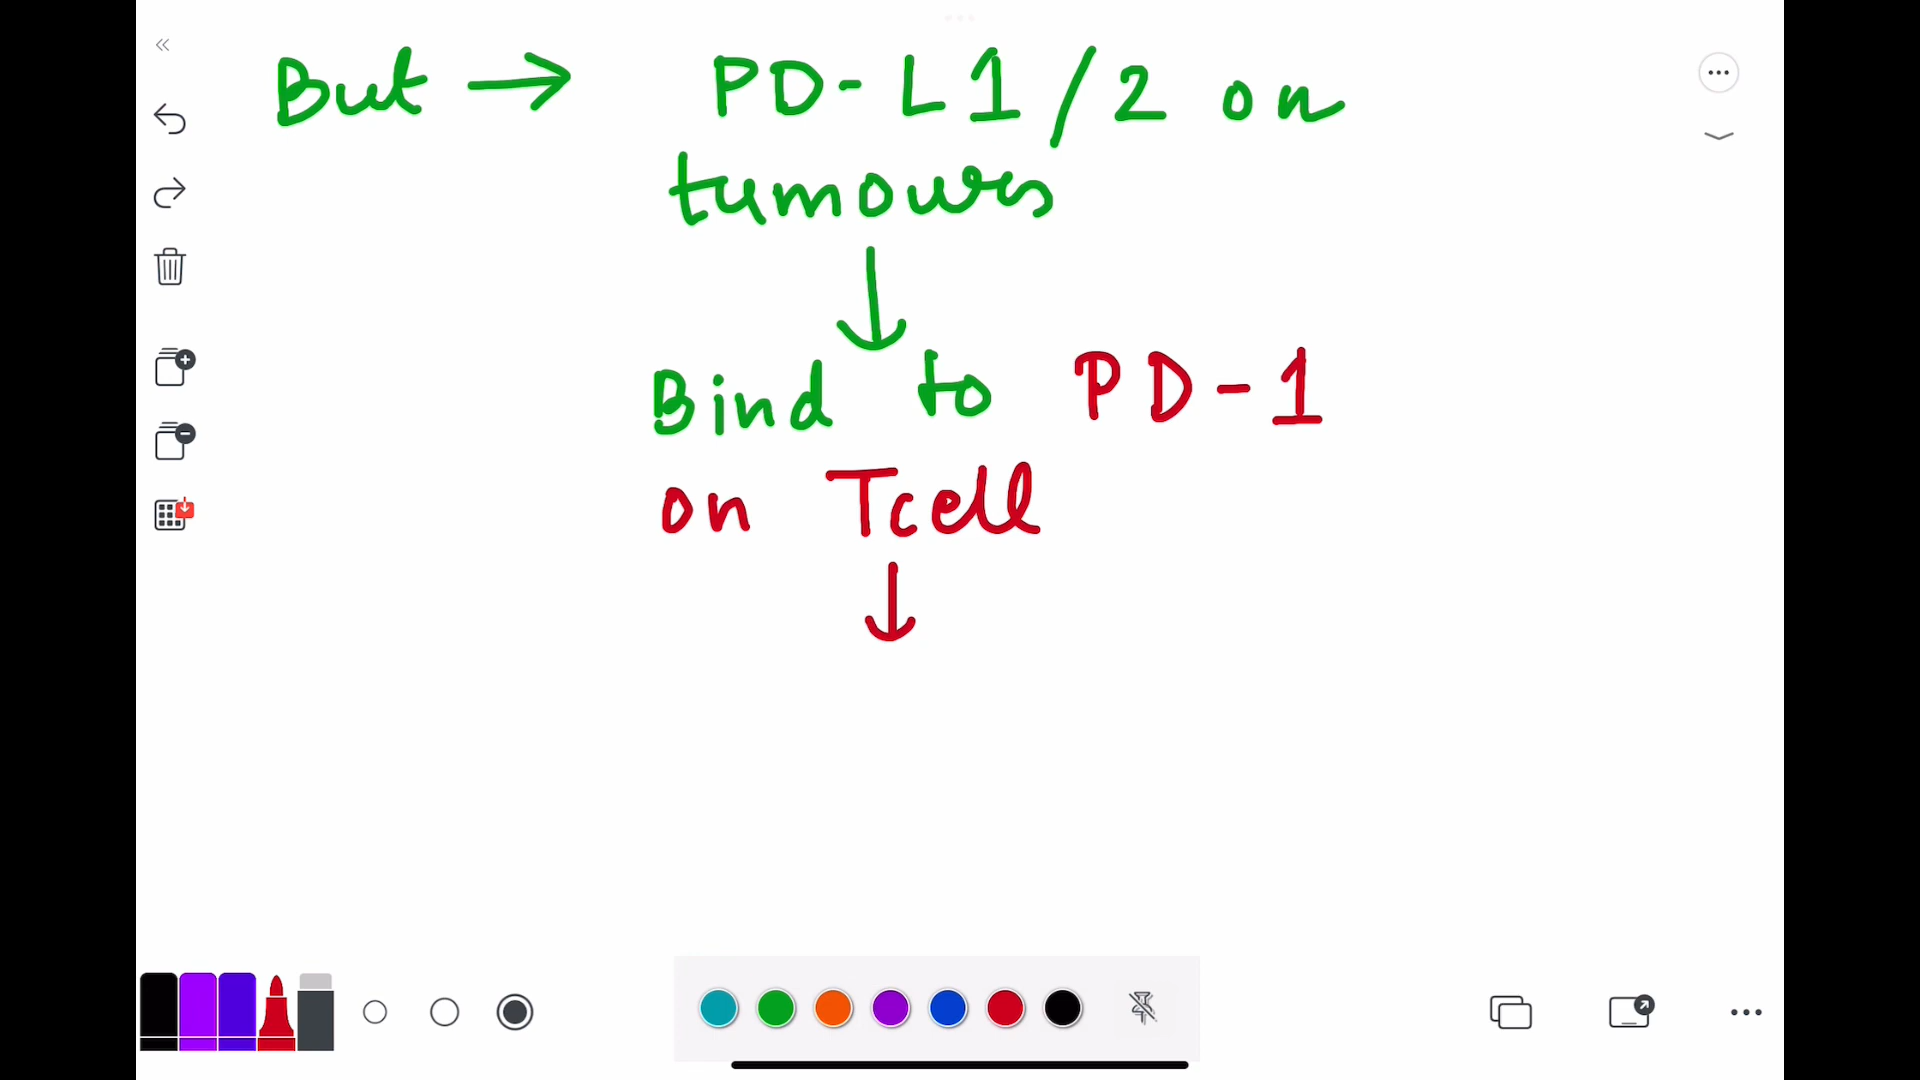 But → PD-L1/2 on
tumours
↓
Bind to PD-1
on Tcell
↓